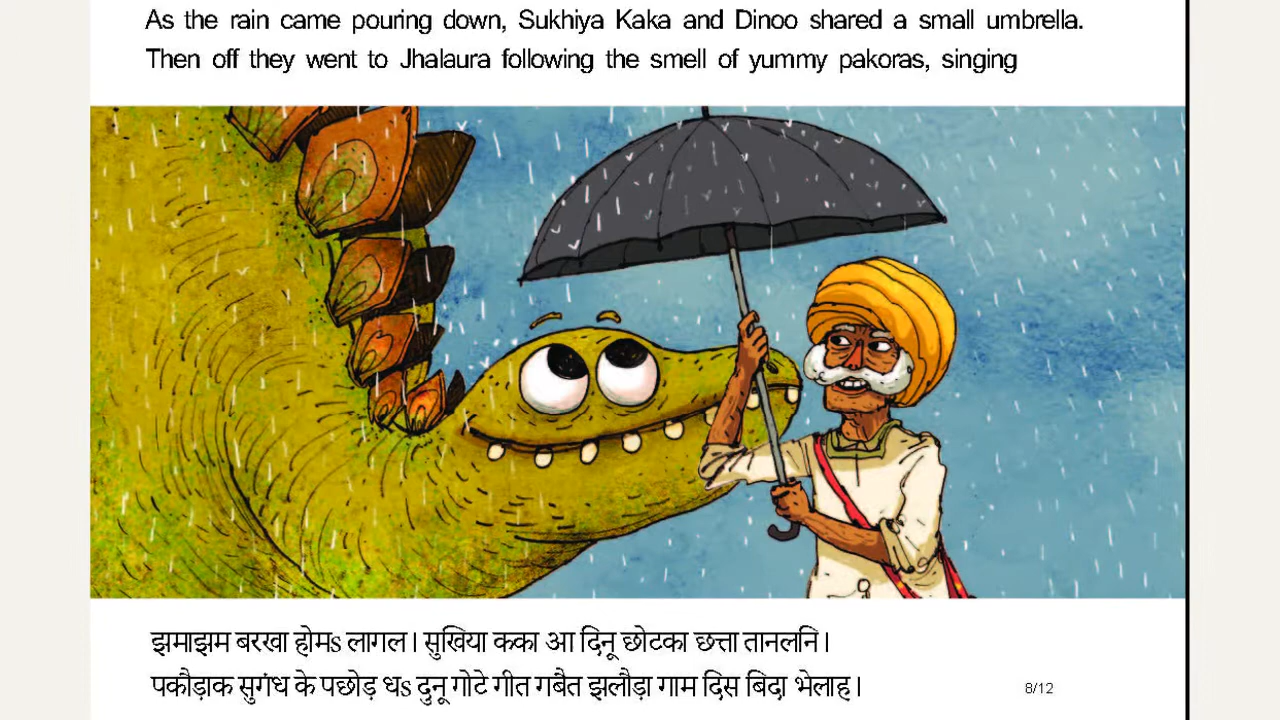 As the rain came pouring down, Sukhiya Kaka and Dinoo shared a small umbrella.
Then off they went to Jhalaura following the smell of yummy pakoras, singing
झमाझम बरखा होमs लागल। सुखिया कका आ दिनू छोटका छत्ता तानलनि।
पकौड़ाक सुगंध के पछोड़ धs दुनू गोटे गीत गबैत झलौड़ा गाम दिस बिदा भेलाह।
8/12